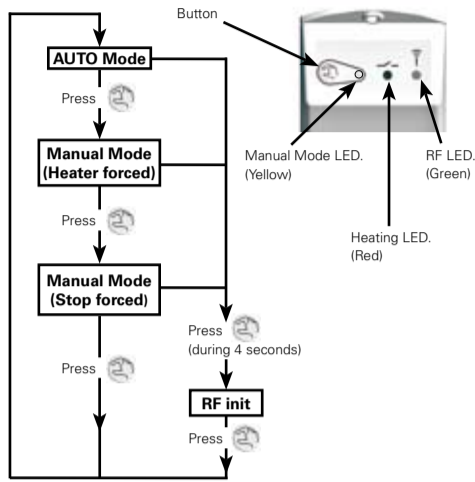 AUTO Mode
Press
Manual Mode
(Heater forced)
Press
Manual Mode
(Stop forced)
Press
Press
(during 4 seconds)
RF init
Press
Button
Manual Mode LED.
(Yellow)
RF LED.
(Green)
Heating LED.
(Red)